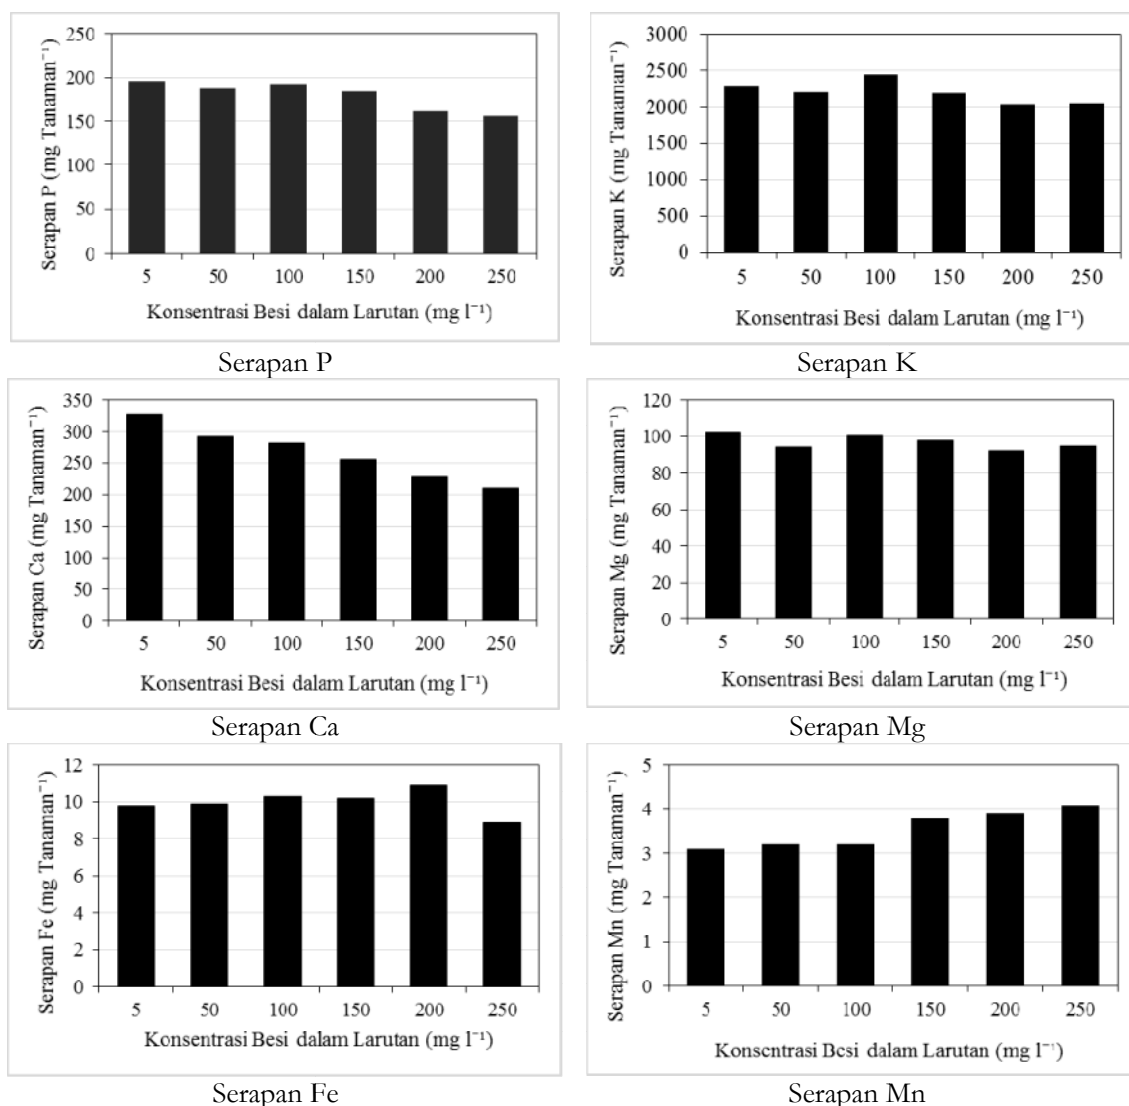 Serapan P (mg Tanaman⁻¹)
250
200
150
100
50
0
5 50 100 150 200 250
Konsentrasi Besi dalam Larutan (mg l⁻¹)
Serapan P
Serapan K (mg Tanaman⁻¹)
3000
2500
2000
1500
1000
500
0
5 50 100 150 200 250
Konsentrasi Besi dalam Larutan (mg l⁻¹)
Serapan K
Serapan Ca (mg Tanaman⁻¹)
350
300
250
200
150
100
50
0
5 50 100 150 200 250
Konsentrasi Besi dalam Larutan (mg l⁻¹)
Serapan Ca
Serapan Mg (mg Tanaman⁻¹)
120
100
80
60
40
20
0
5 50 100 150 200 250
Konsentrasi Besi dalam Larutan (mg l⁻¹)
Serapan Mg
Serapan Fe (mg Tanaman⁻¹)
12
10
8
6
4
2
0
5 50 100 150 200 250
Konsentrasi Besi dalam Larutan (mg l⁻¹)
Serapan Fe
Serapan Mn (mg Tanaman⁻¹)
5
4
3
2
1
0
5 50 100 150 200 250
Konsentrasi Besi dalam Larutan (mg l⁻¹)
Serapan Mn